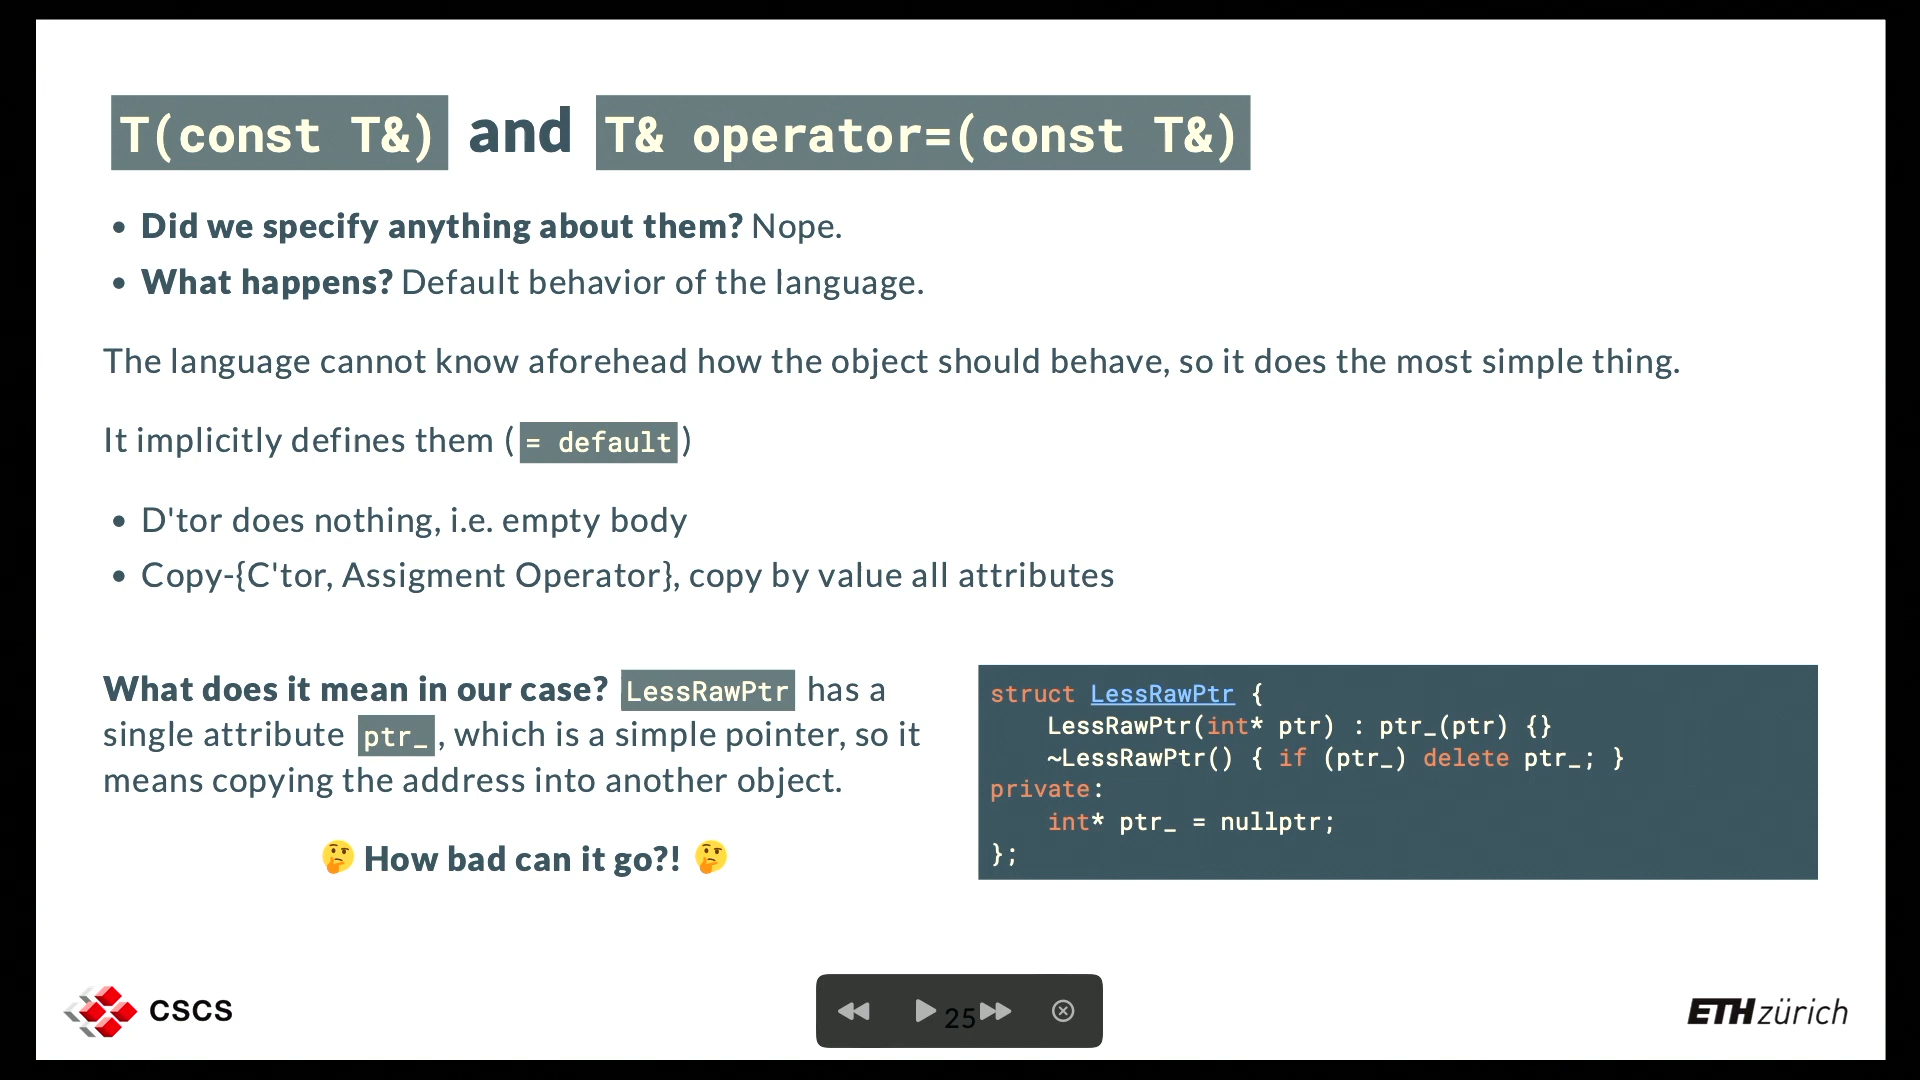 T(const T&) and T& operator=(const T&)
• Did we specify anything about them? Nope.
• What happens? Default behavior of the language.
The language cannot know aforehead how the object should behave, so it does the most simple thing.
It implicitly defines them (= default)
• D'tor does nothing, i.e. empty body
• Copy-{C'tor, Assigment Operator}, copy by value all attributes
What does it mean in our case? LessRawPtr has a
single attribute ptr_, which is a simple pointer, so it
means copying the address into another object.
🤔 How bad can it go?! 🤔
struct LessRawPtr {
    LessRawPtr(int* ptr) : ptr_(ptr) {}
    ~LessRawPtr() { if (ptr_) delete ptr_; }
private:
    int* ptr_ = nullptr;
};
CSCS
25
ETH zürich